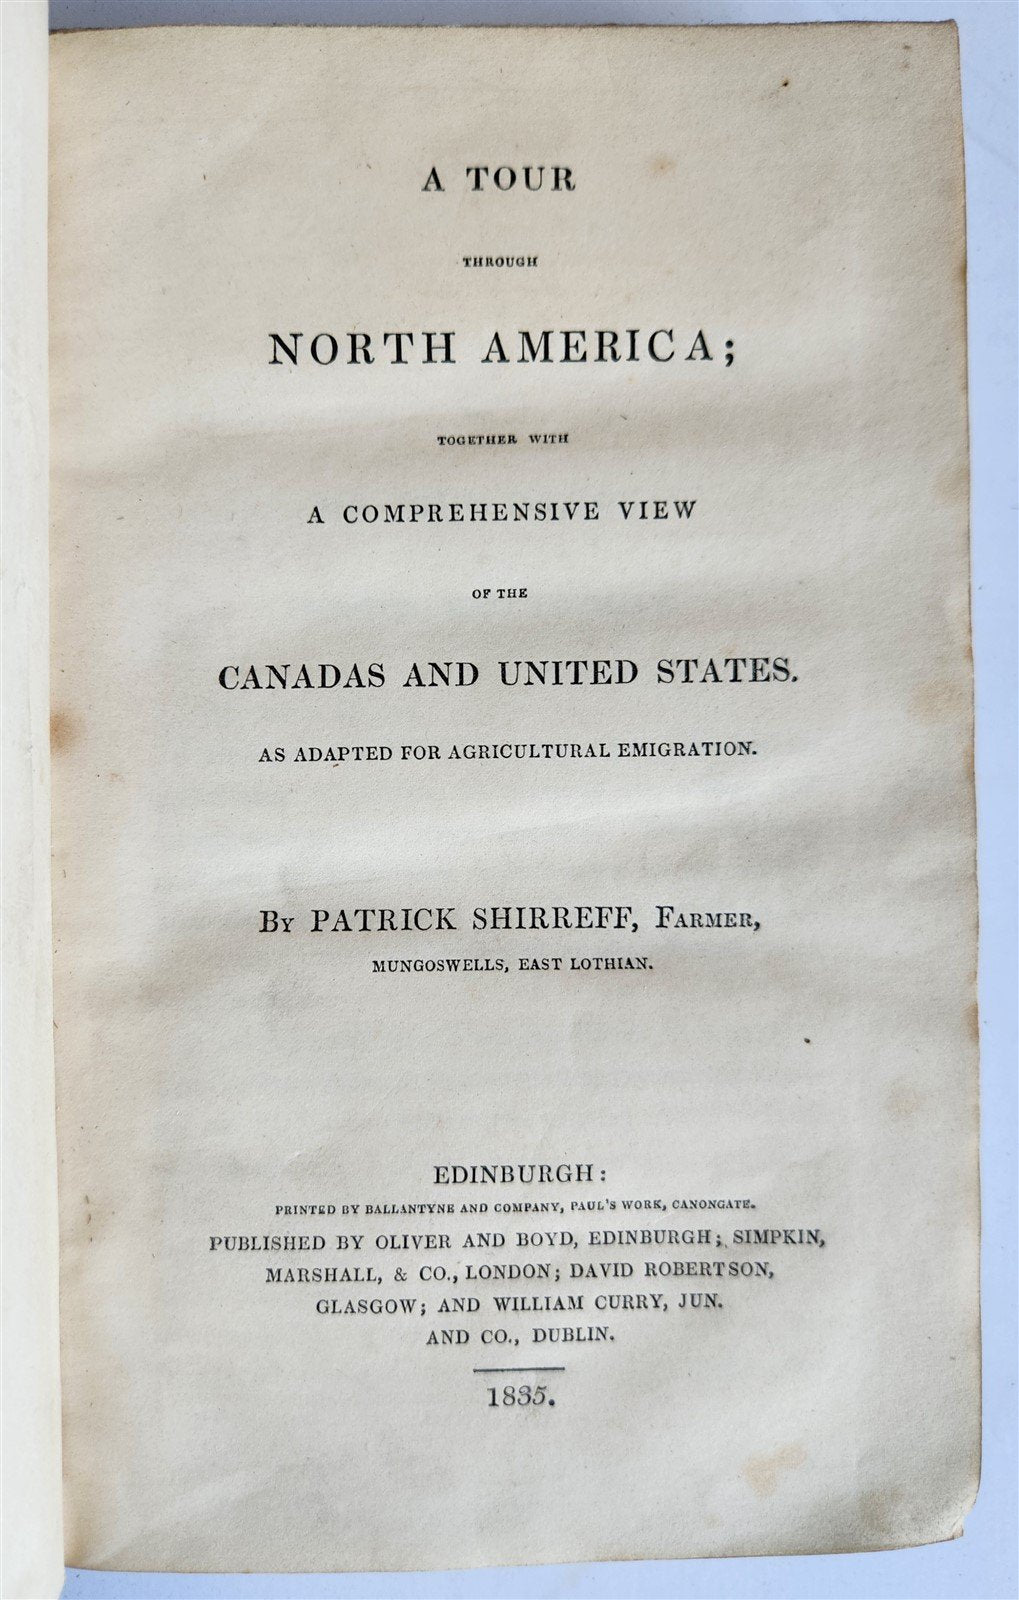 A TOUR
THROUGH
NORTH AMERICA;
TOGETHER WITH
A COMPREHENSIVE VIEW
OF THE
CANADAS AND UNITED STATES.
AS ADAPTED FOR AGRICULTURAL EMIGRATION.
By PATRICK SHIRREFF, Farmer,
MUNGOSWELLS, EAST LOTHIAN.
EDINBURGH:
PRINTED BY BALLANTYNE AND COMPANY, PAUL'S WORK, CANONGATE.
PUBLISHED BY OLIVER AND BOYD, EDINBURGH; SIMPKIN,
MARSHALL, & CO., LONDON; DAVID ROBERTSON,
GLASGOW; AND WILLIAM CURRY, JUN.
AND CO., DUBLIN.
1835.